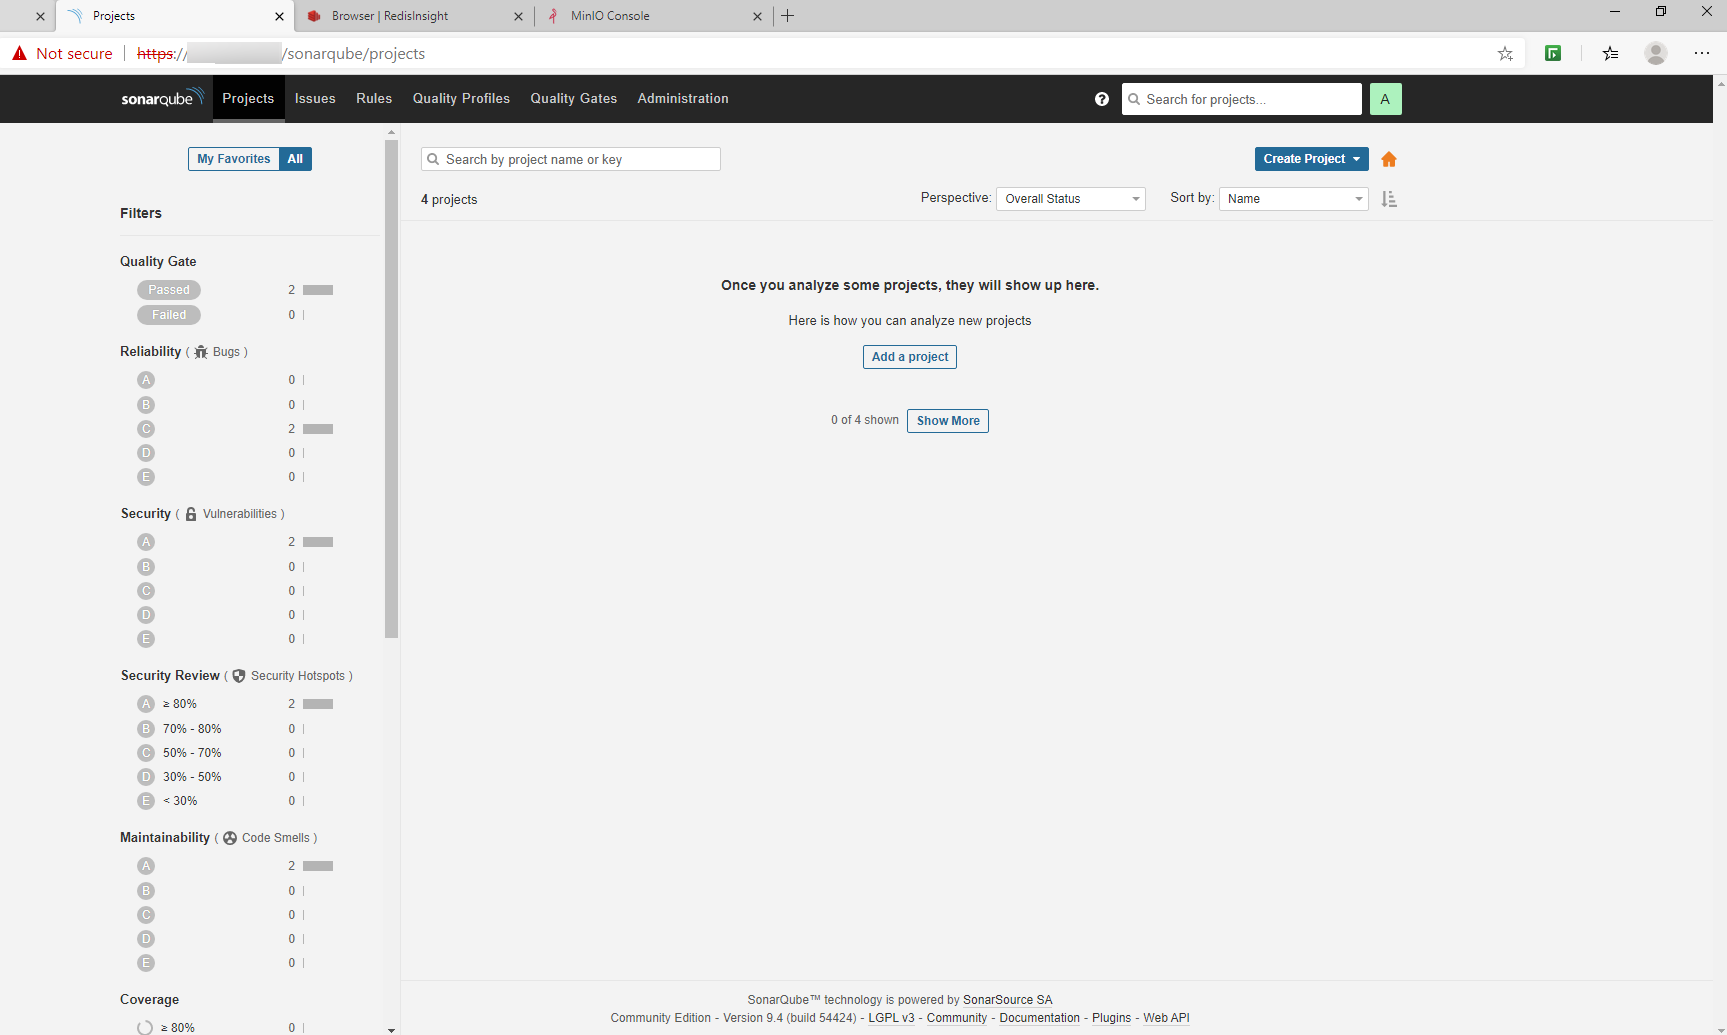 Projects
Browser | RedisInsight
MinIO Console
Not secure
https://
/sonarqube/projects
sonarqube
Projects
Issues
Rules
Quality Profiles
Quality Gates
Administration
Search for projects...
A
My Favorites
All
Search by project name or key
Create Project
4 projects
Perspective:
Overall Status
Sort by:
Name
Filters
Quality Gate
Passed 2
Failed 0
Reliability ( Bugs )
A 0
B 0
C 2
D 0
E 0
Security ( Vulnerabilities )
A 2
B 0
C 0
D 0
E 0
Security Review ( Security Hotspots )
A ≥ 80% 2
B 70% - 80% 0
C 50% - 70% 0
D 30% - 50% 0
E < 30% 0
Maintainability ( Code Smells )
A 2
B 0
C 0
D 0
E 0
Coverage
≥ 80% 0
Once you analyze some projects, they will show up here.
Here is how you can analyze new projects
Add a project
0 of 4 shown
Show More
SonarQube™ technology is powered by SonarSource SA
Community Edition - Version 9.4 (build 54424) - LGPL v3 - Community - Documentation - Plugins - Web API